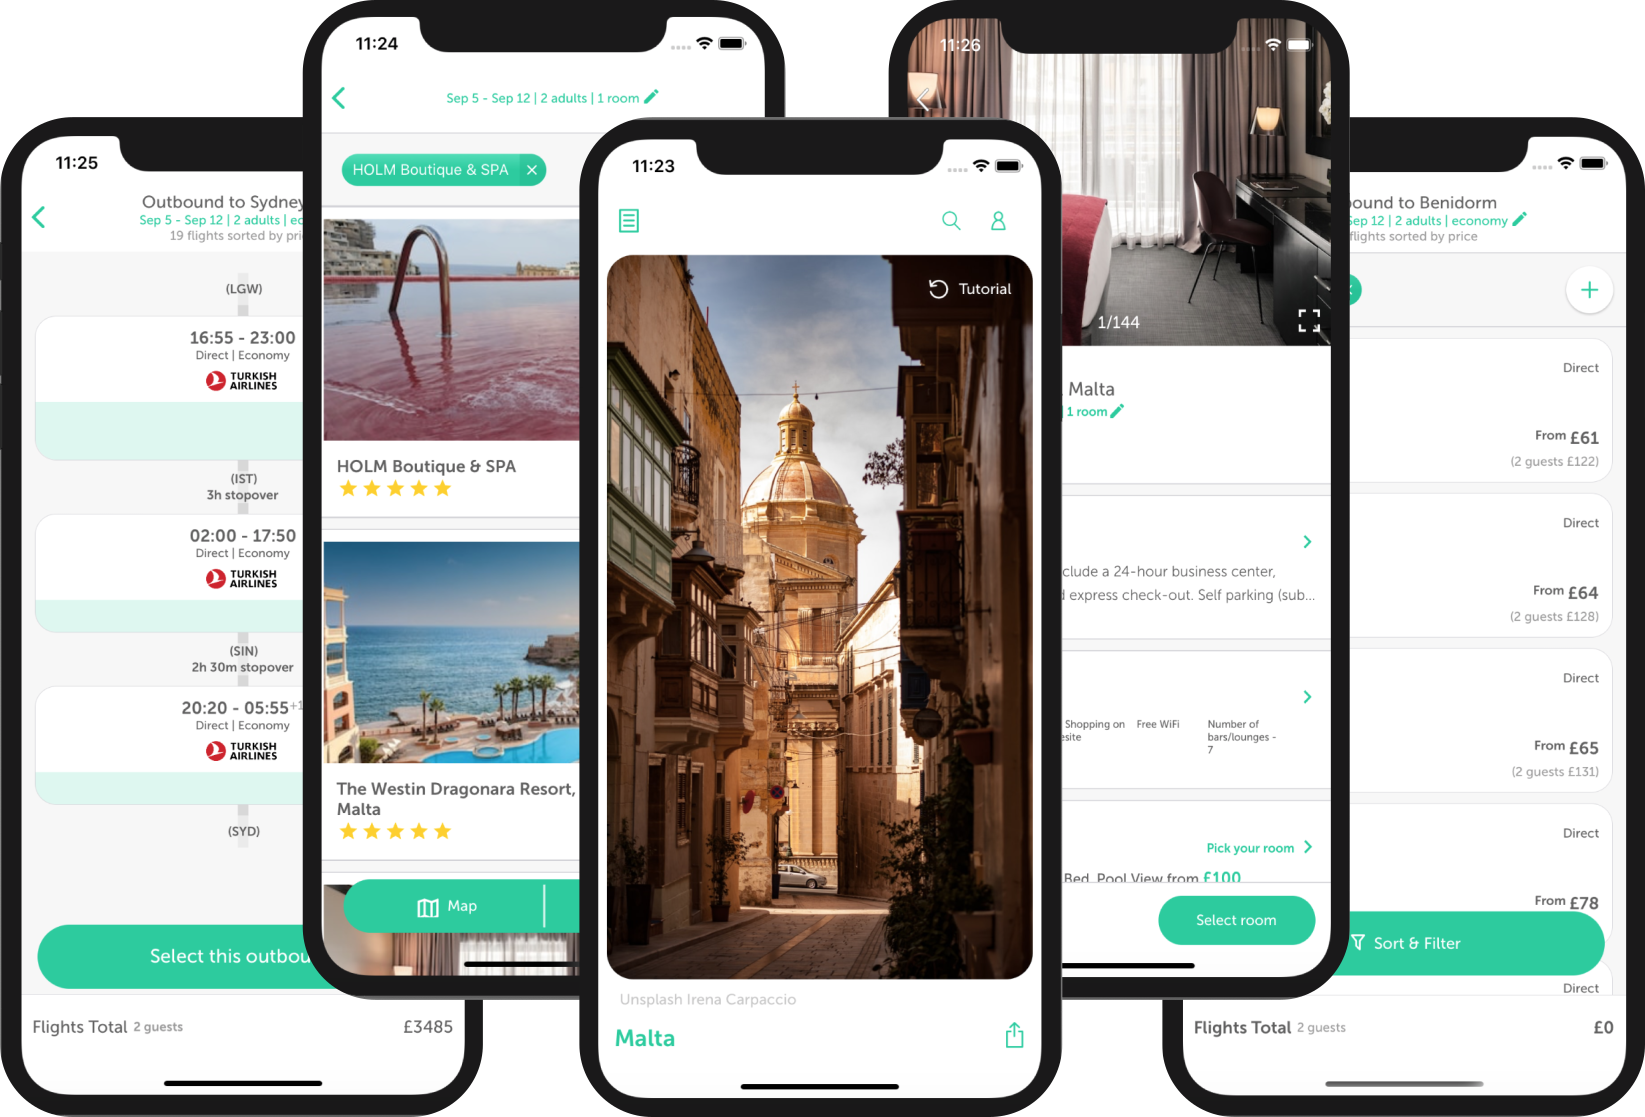 11:25
Outbound to Sydney
Sep 5 - Sep 12 | 2 adults |
19 flights sorted by
(LGW)
16:55 - 23:00
Direct | Economy
TURKISH
AIRLINES
(IST)
3h stopover
02:00 - 17:50
Direct | Economy
TURKISH
AIRLINES
(SIN)
2h 30m stopover
20:20 - 05:55+1
Direct | Economy
TURKISH
AIRLINES
(SYD)
Select this
Flights Total 2 guests £3485
11:24
Sep 5 - Sep 12 | 2 adults | 1 room
HOLM Boutique & SPA ×
HOLM Boutique & SPA
The Westin Dragonara Resort,
Malta
Map
11:23
Tutorial
Unsplash Irena Carpaccio
Malta
11:26
1/144
Malta
1 room
a 24-hour business center,
express check-out. Self parking (sub...
Shopping on
Free WiFi
Number of
bars/lounges -
7
Pick your room
Bed, Pool View from £100
Select room
to Benidorm
12 | 2 adults | economy
flights sorted by price
Direct
From £61
(2 guests £122)
Direct
From £64
(2 guests £128)
Direct
From £65
(2 guests £131)
Direct
From £78
Sort & Filter
Direct
Flights Total 2 guests £0